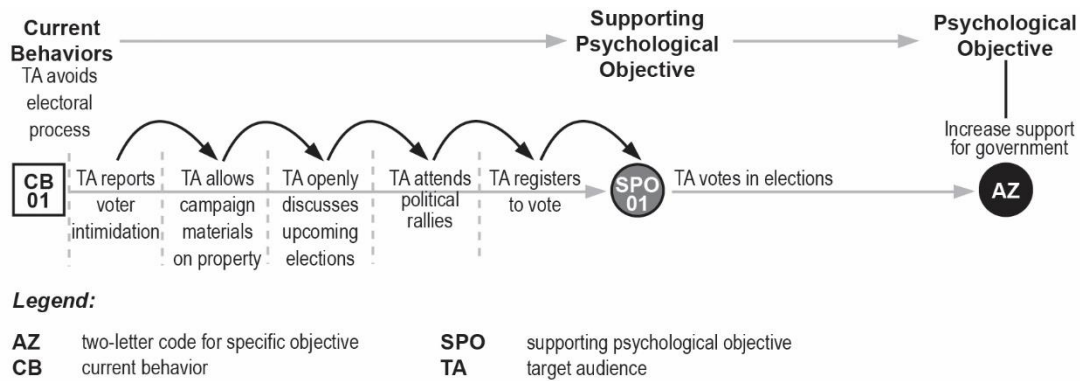 Current
Behaviors
TA avoids
electoral
process
Supporting
Psychological
Objective
Psychological
Objective
Increase support
for government
CB
01
TA reports
voter
intimidation
TA allows
campaign
materials
on property
TA openly
discusses
upcoming
elections
TA attends
political
rallies
TA registers
to vote
SPO
01
TA votes in elections
AZ
Legend:
AZ two-letter code for specific objective
CB current behavior
SPO supporting psychological objective
TA target audience